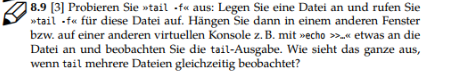 8.9 [3] Probieren Sie »tail -f« aus: Legen Sie eine Datei an und rufen Sie
»tail -f« für diese Datei auf. Hängen Sie dann in einem anderen Fenster
bzw. auf einer anderen virtuellen Konsole z. B. mit »echo >>…« etwas an die
Datei an und beobachten Sie die tail-Ausgabe. Wie sieht das ganze aus,
wenn tail mehrere Dateien gleichzeitig beobachtet?